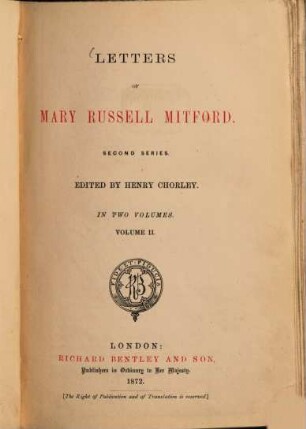 LETTERS
OF
MARY RUSSELL MITFORD.
SECOND SERIES.
EDITED BY HENRY CHORLEY.
IN TWO VOLUMES.
VOLUME II.
LONDON:
RICHARD BENTLEY AND SON,
Publishers in Ordinary to Her Majesty.
1872.
[The Right of Publication and of Translation is reserved]